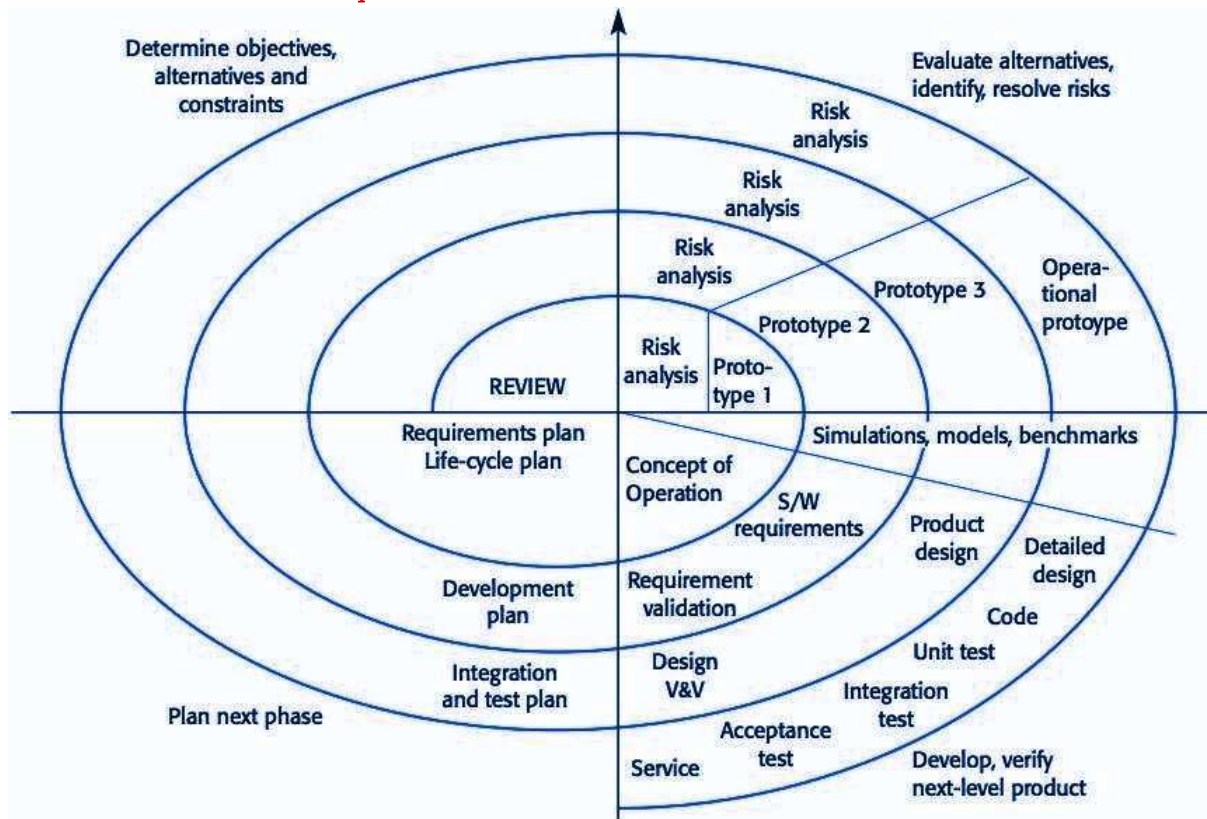 Determine objectives,
alternatives and
constraints
Evaluate alternatives,
identify, resolve risks
Risk
analysis
Risk
analysis
Risk
analysis
Risk
analysis
Proto-
type 1
Prototype 2
Prototype 3
Opera-
tional
protoype
REVIEW
Requirements plan
Life-cycle plan
Simulations, models, benchmarks
Concept of
Operation
S/W
requirements
Product
design
Detailed
design
Development
plan
Requirement
validation
Code
Unit test
Integration
and test plan
Design
V&V
Integration
test
Plan next phase
Acceptance
test
Service
Develop, verify
next-level product